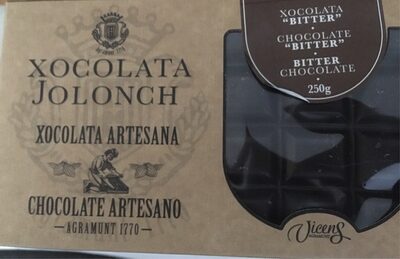 XOCOLATA
JOLONCH
XOCOLATA ARTESANA
CHOCOLATE ARTESANO
AGRAMUNT 1770
XOCOLATA
"BITTER"
CHOCOLATE
"BITTER"
BITTER
CHOCOLATE
250g
Vicens